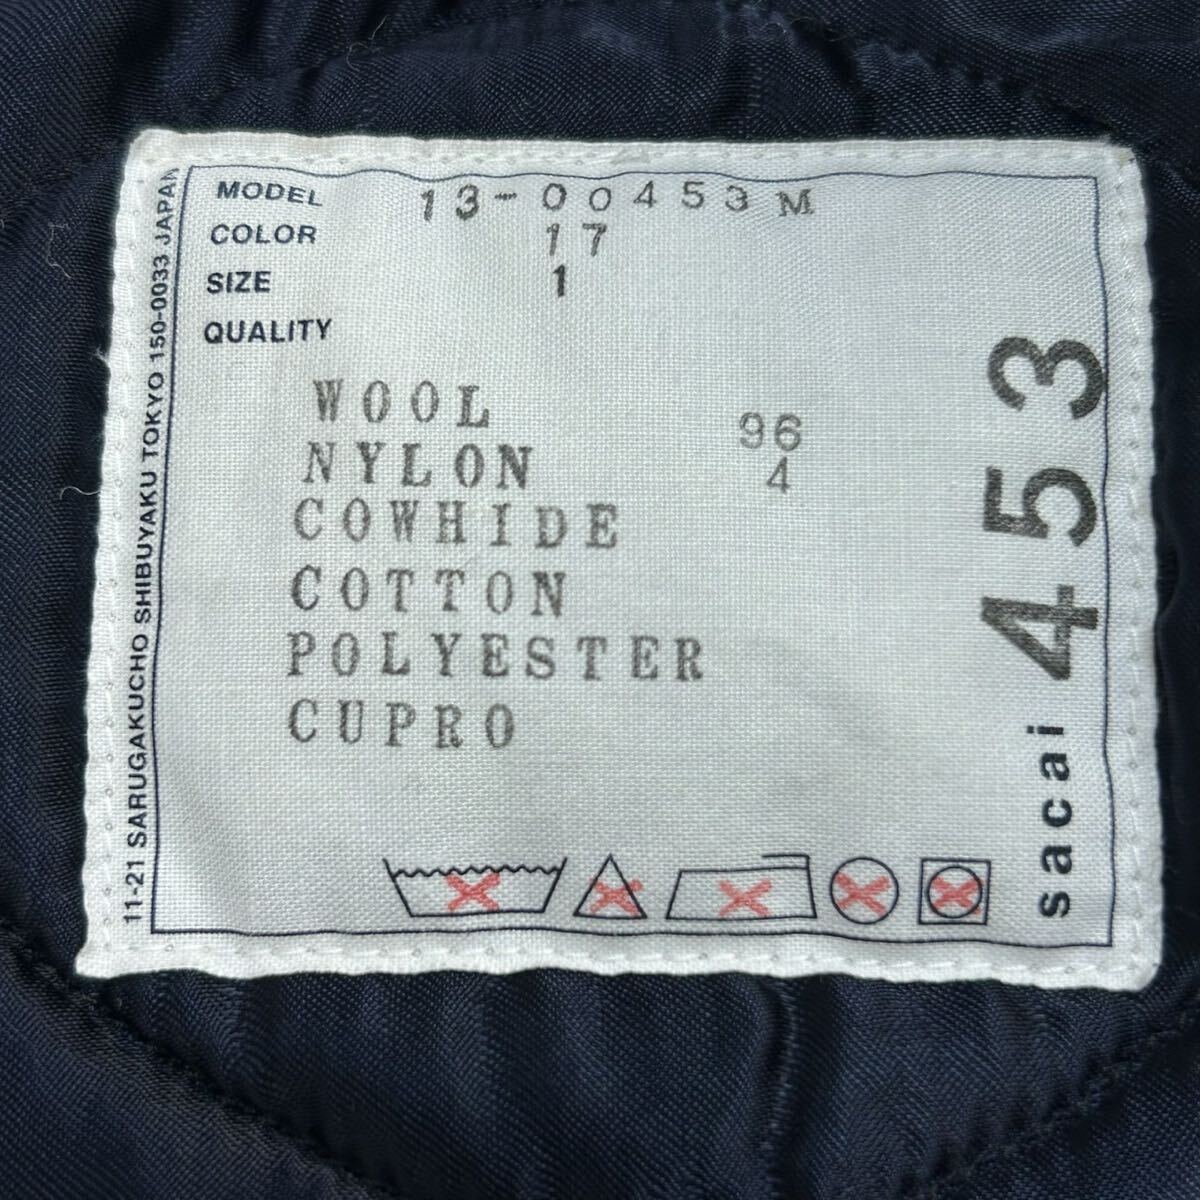 MODEL 13-00453M
COLOR 17
SIZE 1
QUALITY
WOOL 96
NYLON 4
COWHIDE
COTTON
POLYESTER
CUPRO
sacai 453
11-21 SARUGAKUCHO SHIBUYAKU TOKYO 150-0033 JAPAN